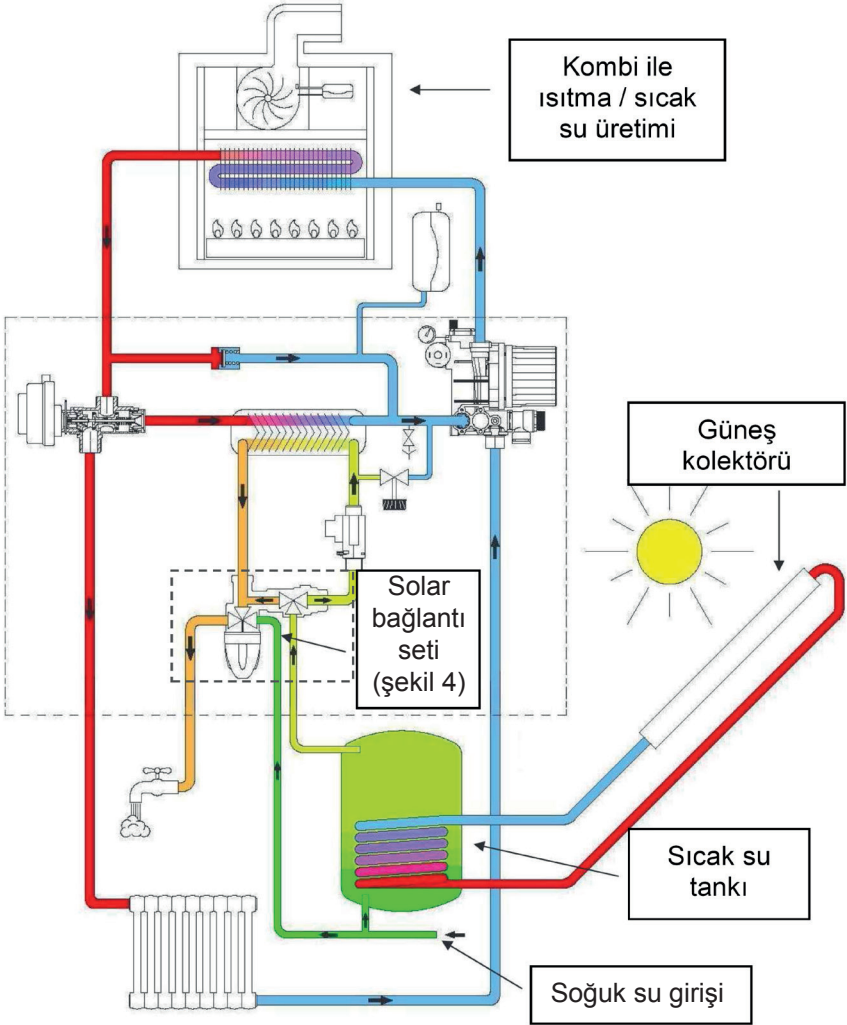 Kombi ile
ısıtma / sıcak
su üretimi
Güneş
kolektörü
Solar
bağlantı
seti
(şekil 4)
Sıcak su
tankı
Soğuk su girişi